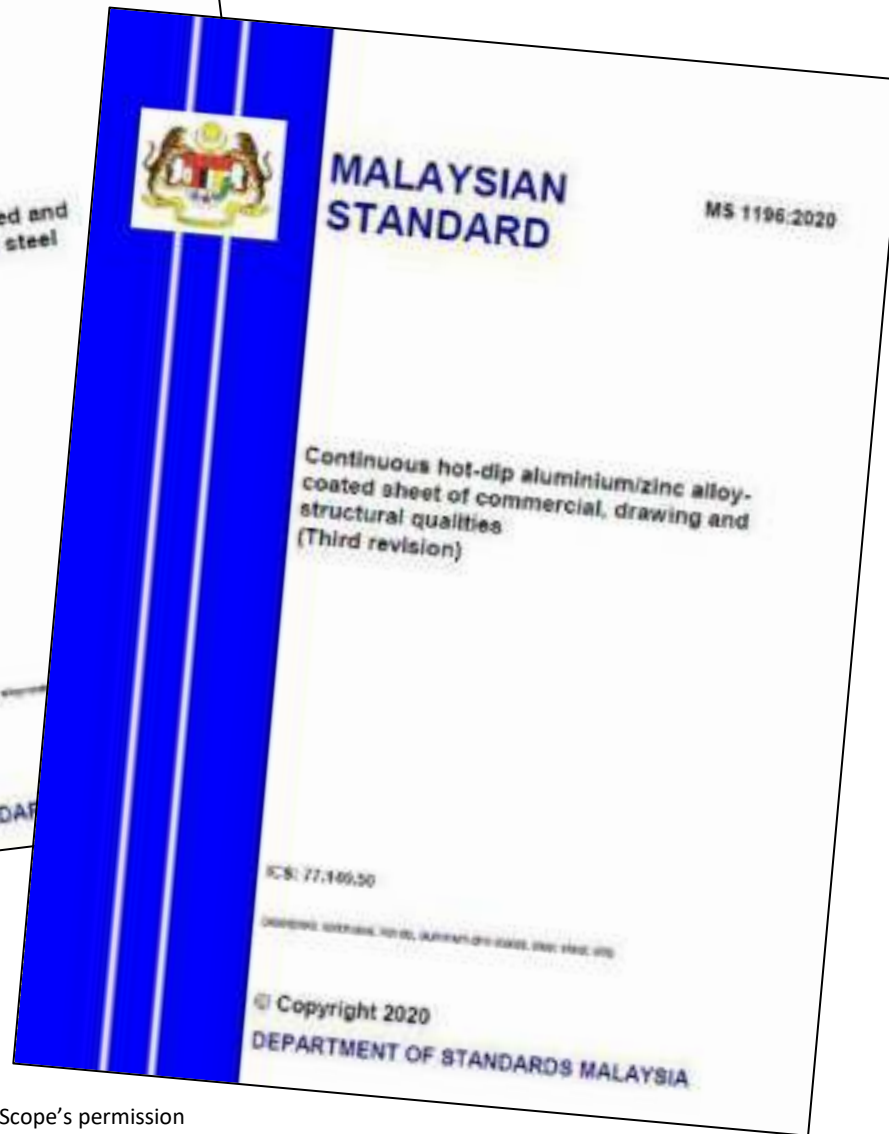 ed and
steel
DAR
MALAYSIAN
STANDARD
MS 1196:2020
Continuous hot-dip aluminium/zinc alloy-
coated sheet of commercial, drawing and
structural qualities
(Third revision)
ICS: 77.140.50
© Copyright 2020
DEPARTMENT OF STANDARDS MALAYSIA
Scope’s permission